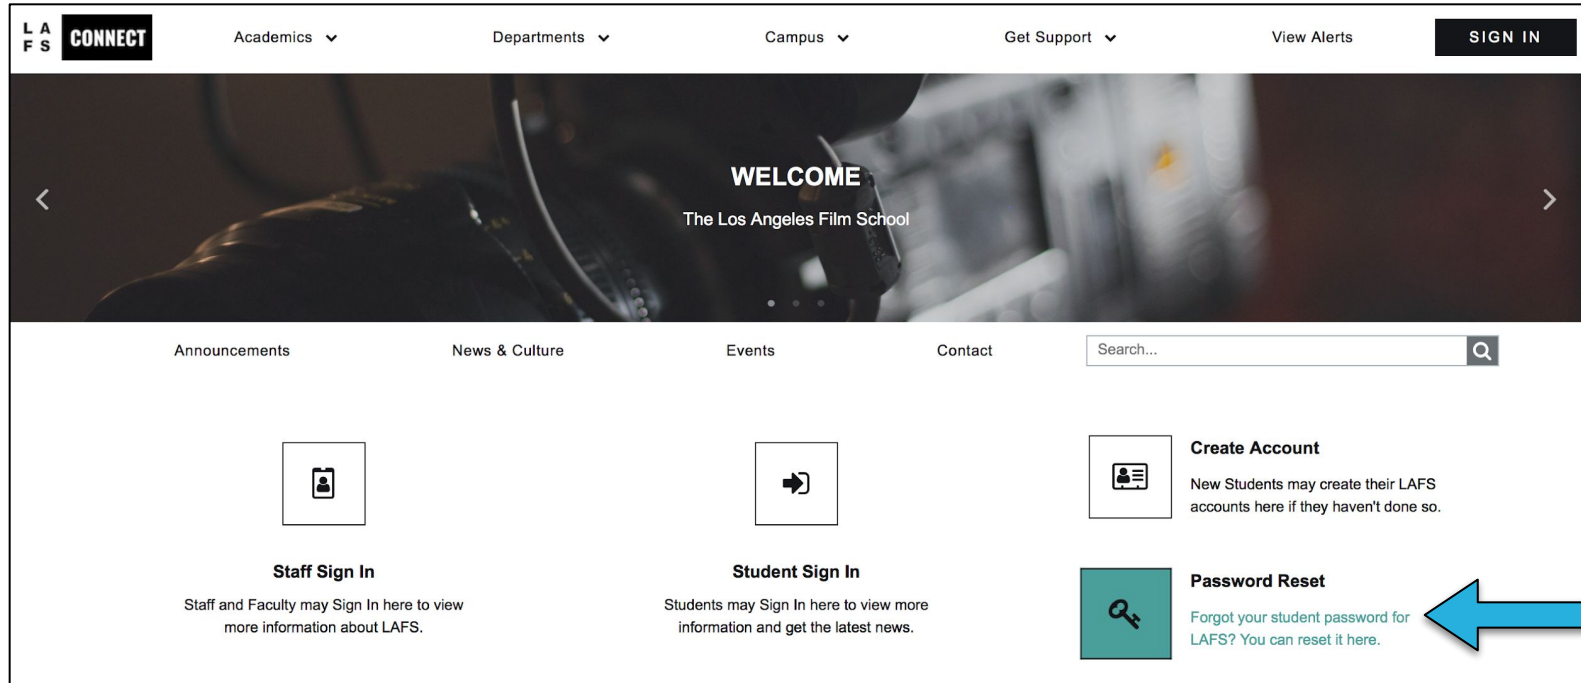 L A
F S
CONNECT
Academics
Departments
Campus
Get Support
View Alerts
SIGN IN
WELCOME
The Los Angeles Film School
Announcements
News & Culture
Events
Contact
Search...
Staff Sign In
Staff and Faculty may Sign In here to view
more information about LAFS.
Student Sign In
Students may Sign In here to view more
information and get the latest news.
Create Account
New Students may create their LAFS
accounts here if they haven't done so.
Password Reset
Forgot your student password for
LAFS? You can reset it here.